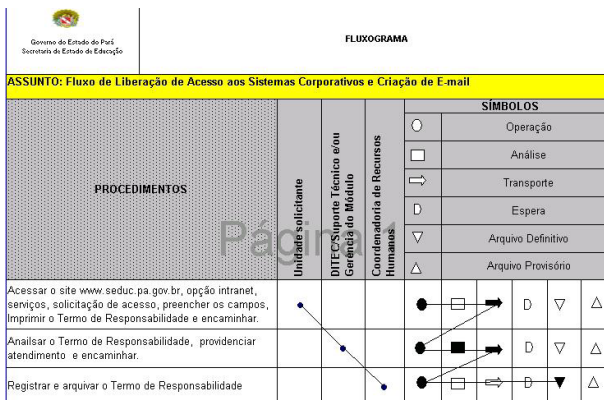 Governo do Estado do Pará
Secretaria de Estado de Educação
FLUXOGRAMA
ASSUNTO: Fluxo de Liberação de Acesso aos Sistemas Corporativos e Criação de E-mail
PROCEDIMENTOS
Unidade solicitante
DITEC/Suporte Técnico e/ou
Gerencia do Módulo
Coordenadoria de Recursos
Humanos
SÍMBOLOS
Operação
Análise
Transporte
Espera
Arquivo Definitivo
Arquivo Provisório
Página 1
Acessar o site www.seduc.pa.gov.br, opção intranet,
serviços, solicitação de acesso, preencher os campos,
Imprimir o Termo de Responsabilidade e encaminhar.
Anailsar o Termo de Responsabilidade, providenciar
atendimento e encaminhar.
Registrar e arquivar o Termo de Responsabilidade